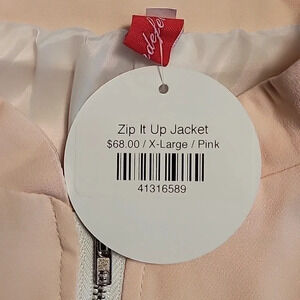 Zip It Up Jacket
$68.00 / X-Large / Pink
41316589